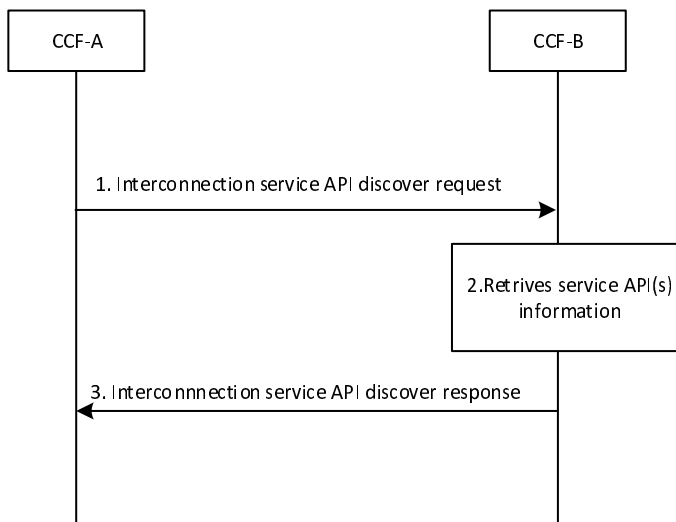 CCF-A
CCF-B
1. Interconnection service API discover request
2.Retrives service API(s)
information
3. Interconnnection service API discover response